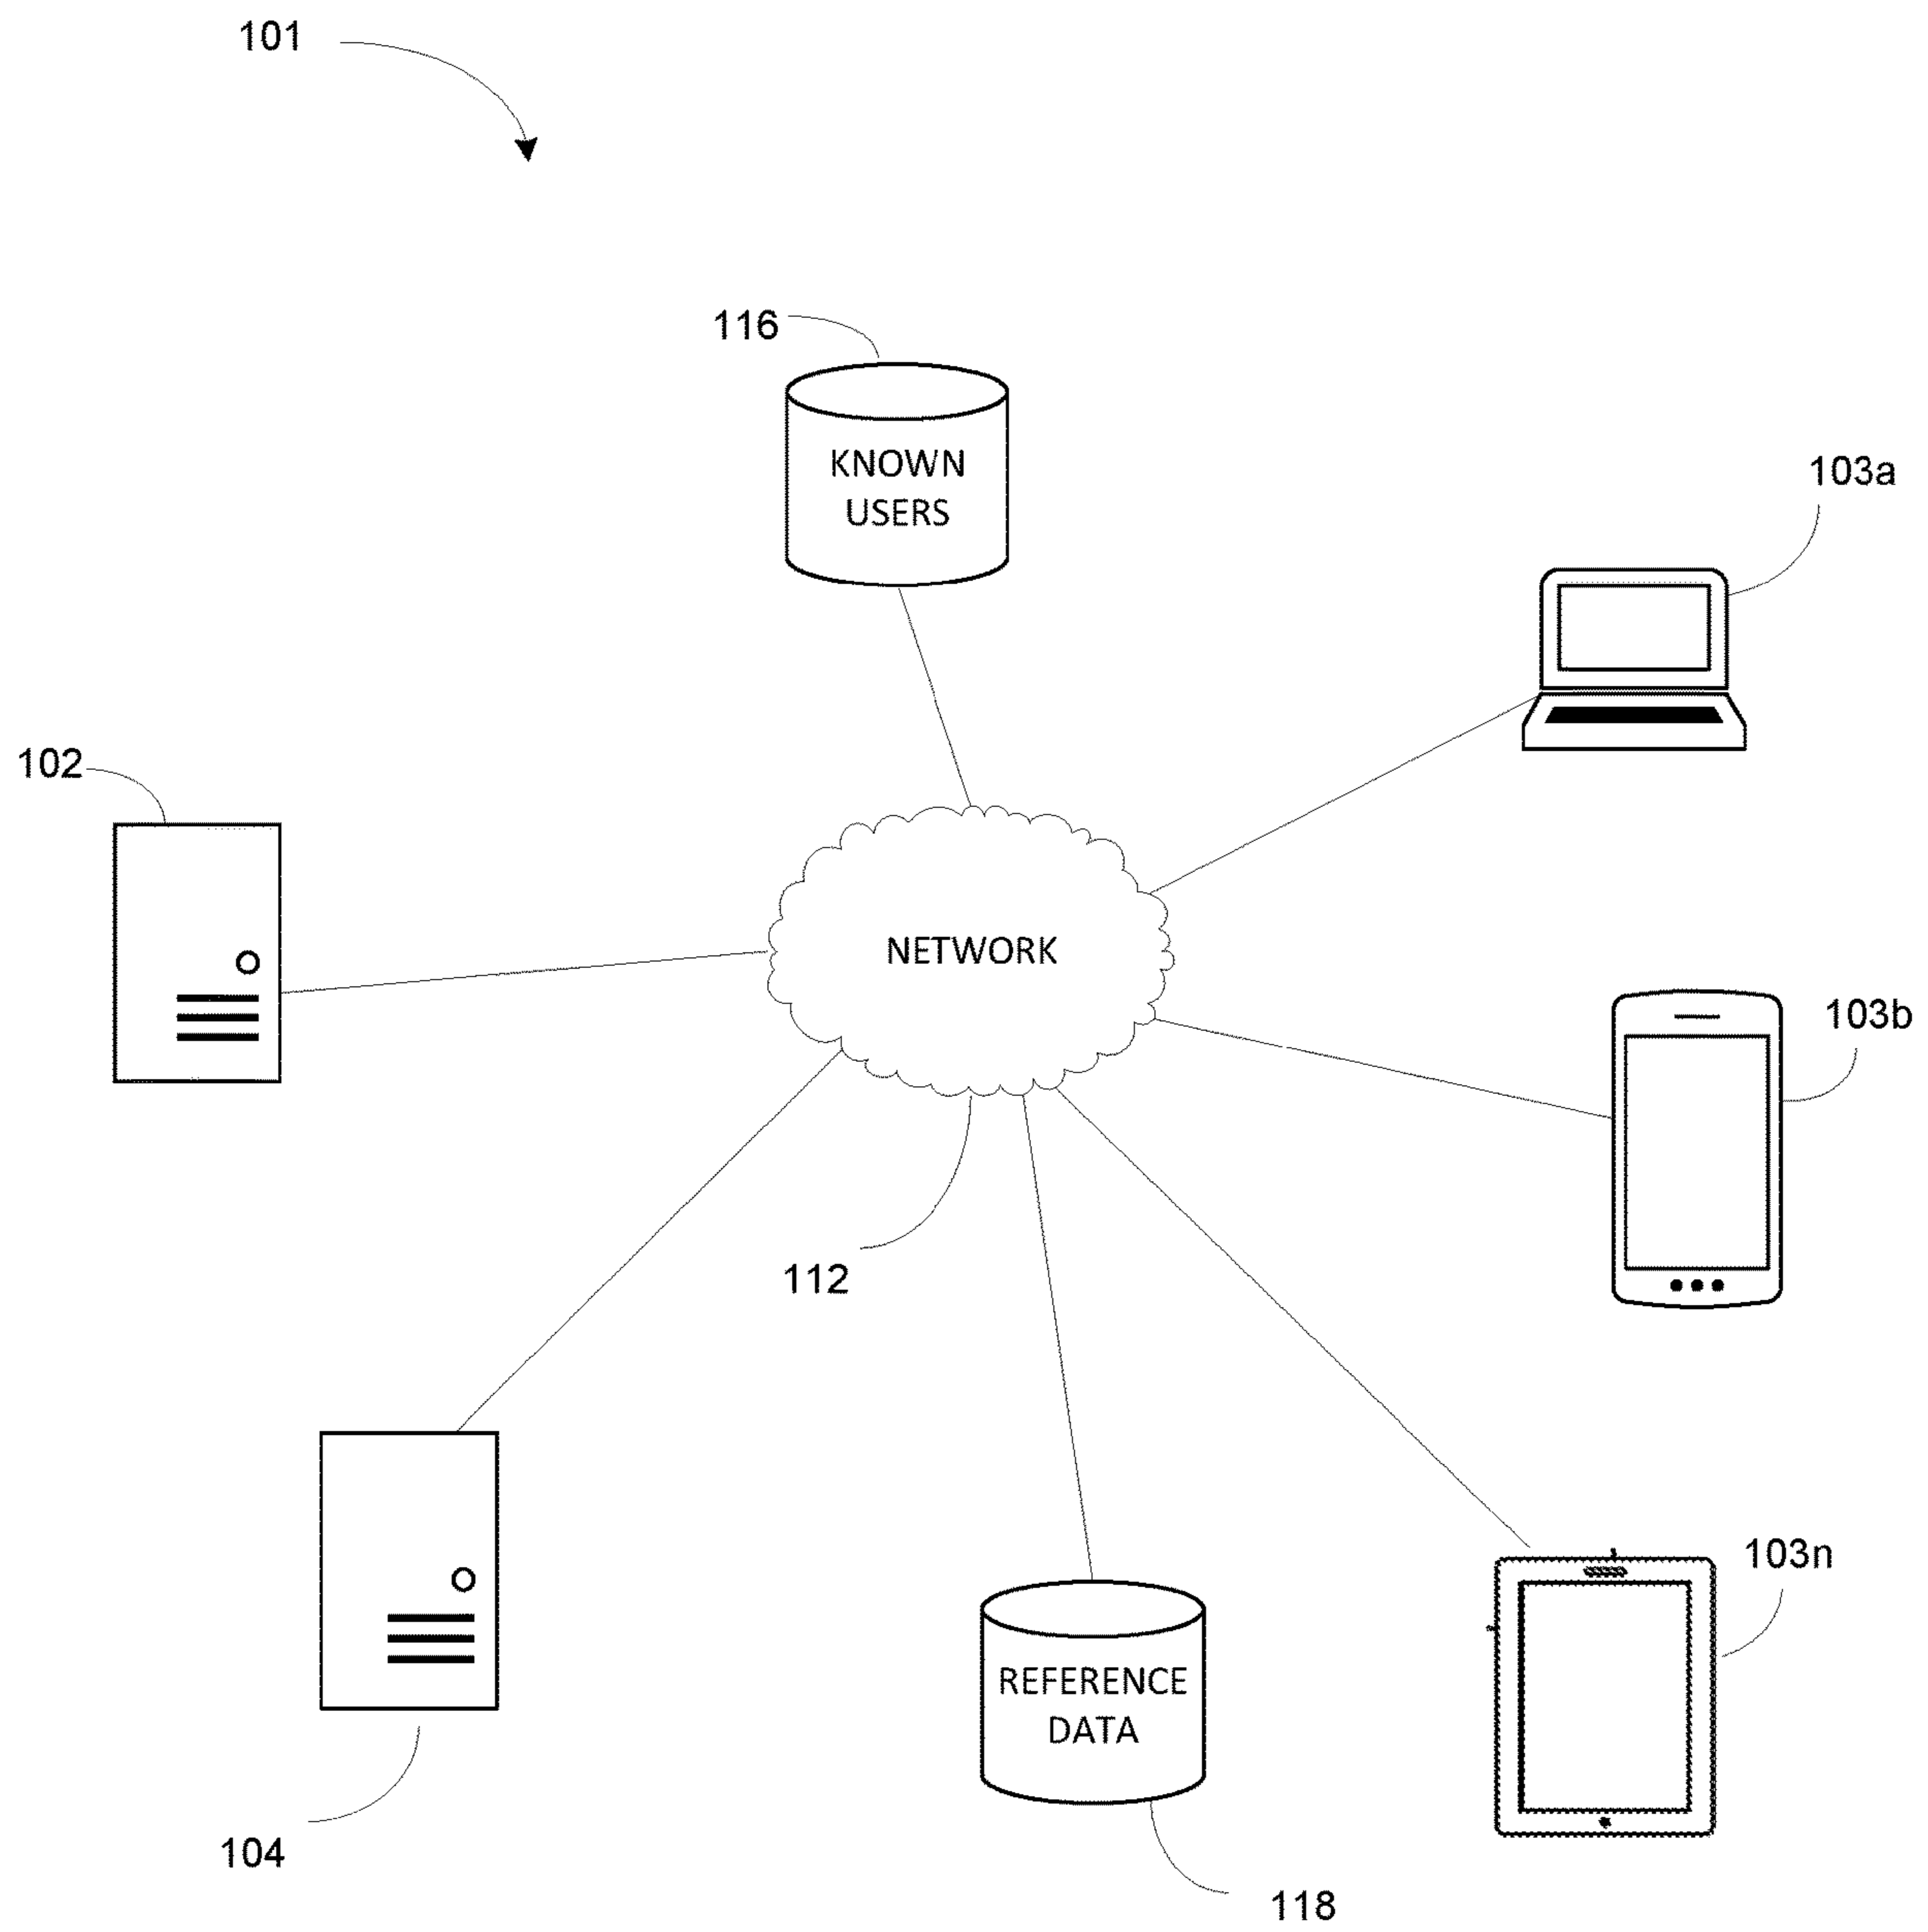 101
116
KNOWN
USERS
103a
102
NETWORK
103b
112
103n
REFERENCE
DATA
104
118